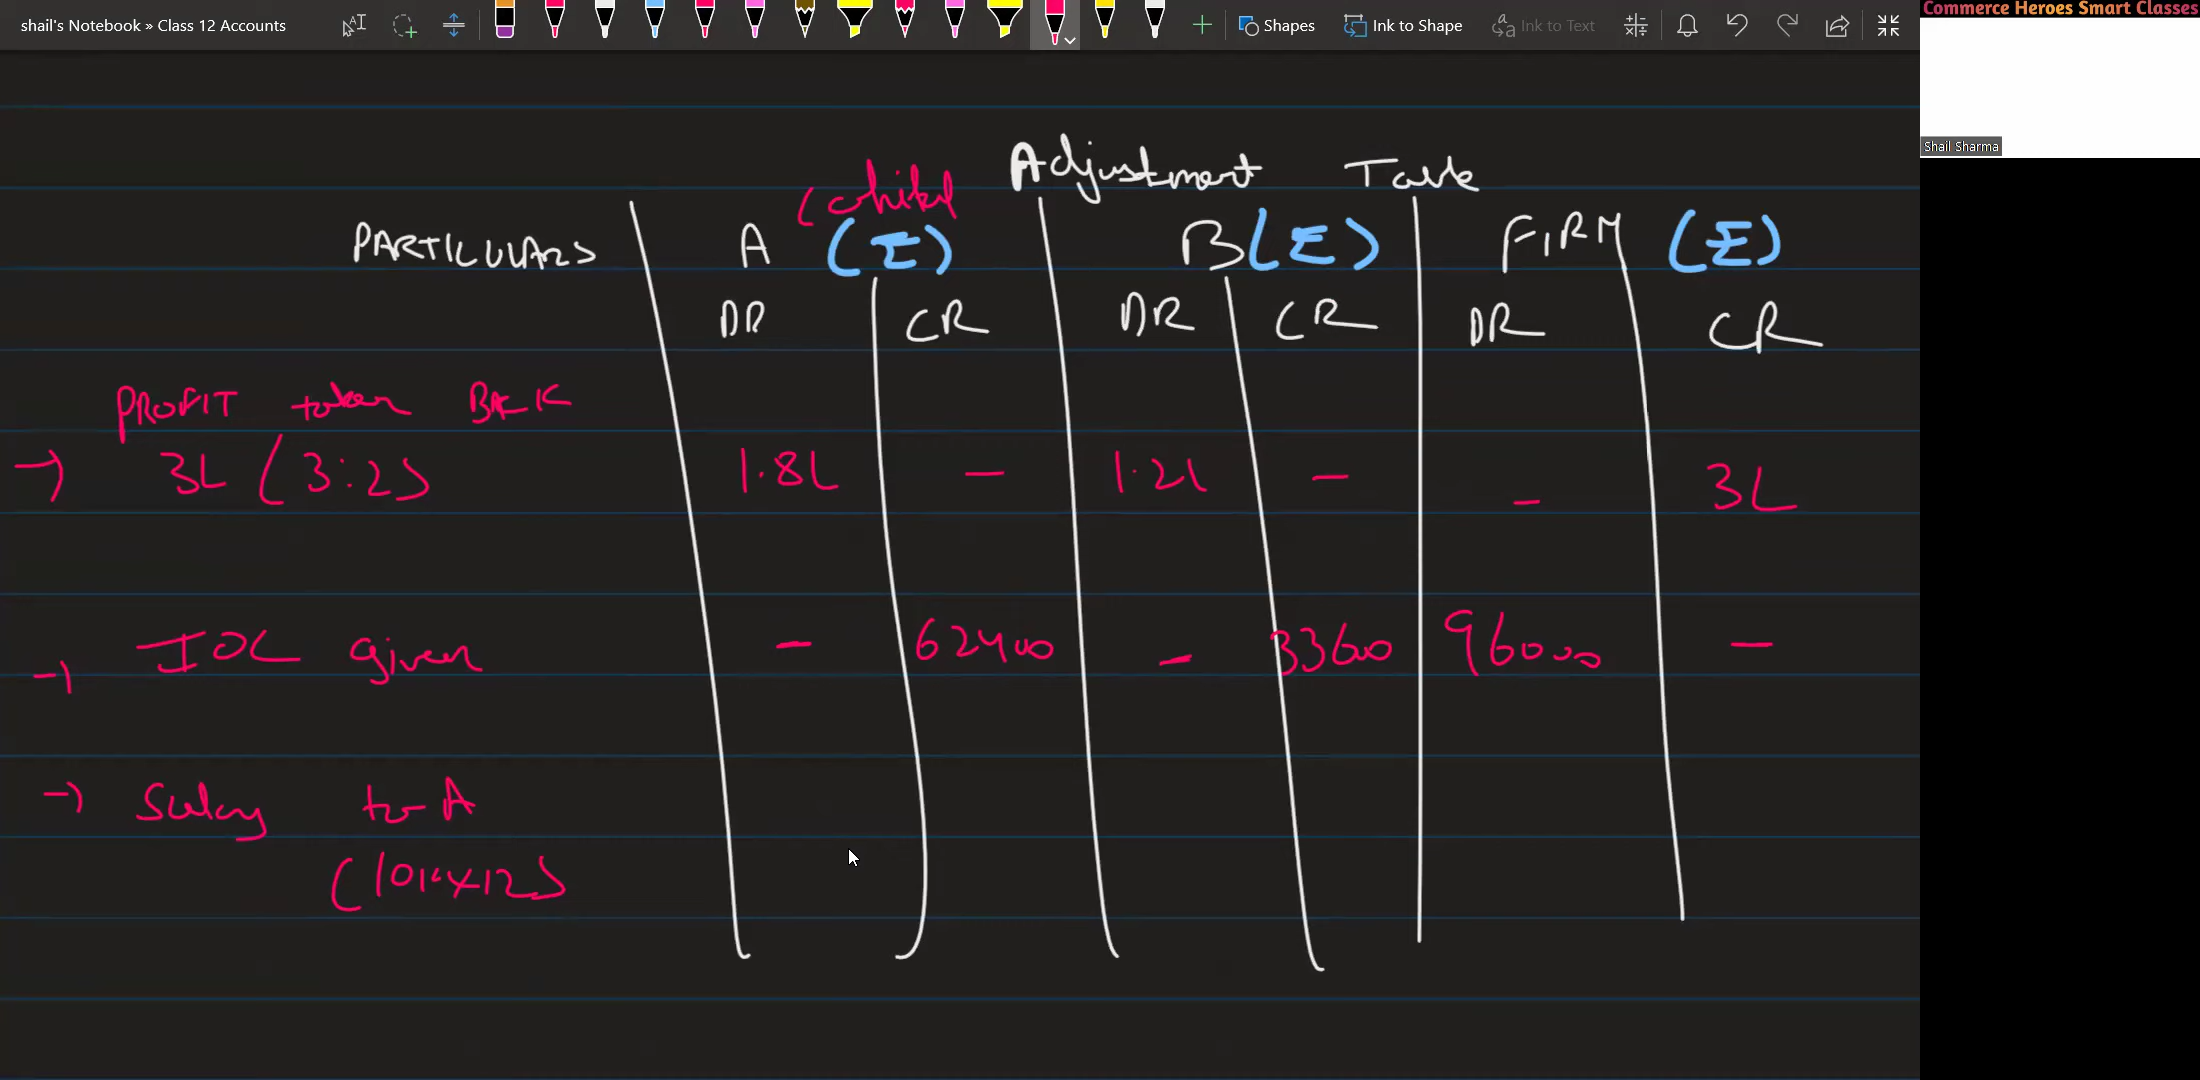 shail's Notebook » Class 12 Accounts
Shapes
Ink to Shape
Ink to Text
Commerce Heroes Smart Classes
Shail Sharma
Adjustment Table
PARTICULARS A (Σ) B (Σ) FIRM (Σ)
DR CR DR CR DR CR
PROFIT taken BACK
→ 3L (3:2) 1.8L - 1.2L - - 3L
→ IOC given - 62400 - 33600 96000 -
→ Salary to A
(10k×12)